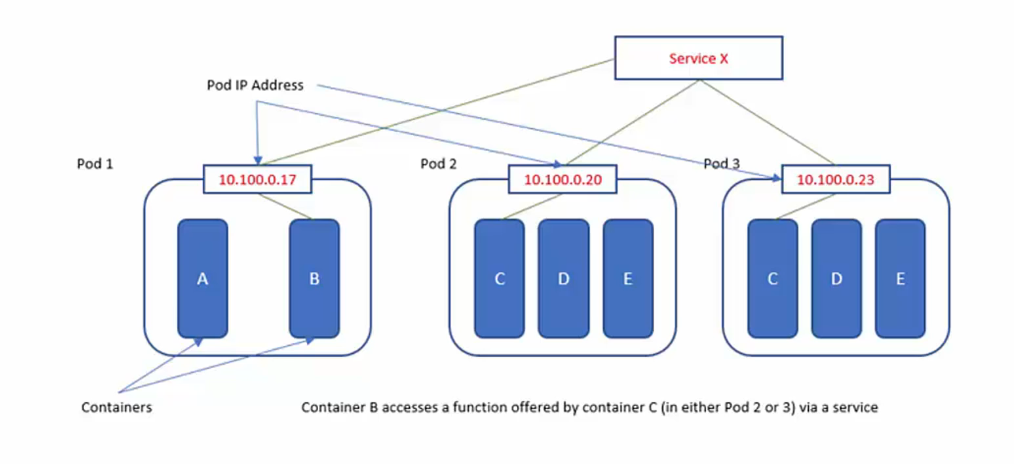 Service X
Pod IP Address
Pod 1
Pod 2
Pod 3
10.100.0.17
10.100.0.20
10.100.0.23
A
B
C
D
E
C
D
E
Containers
Container B accesses a function offered by container C (in either Pod 2 or 3) via a service